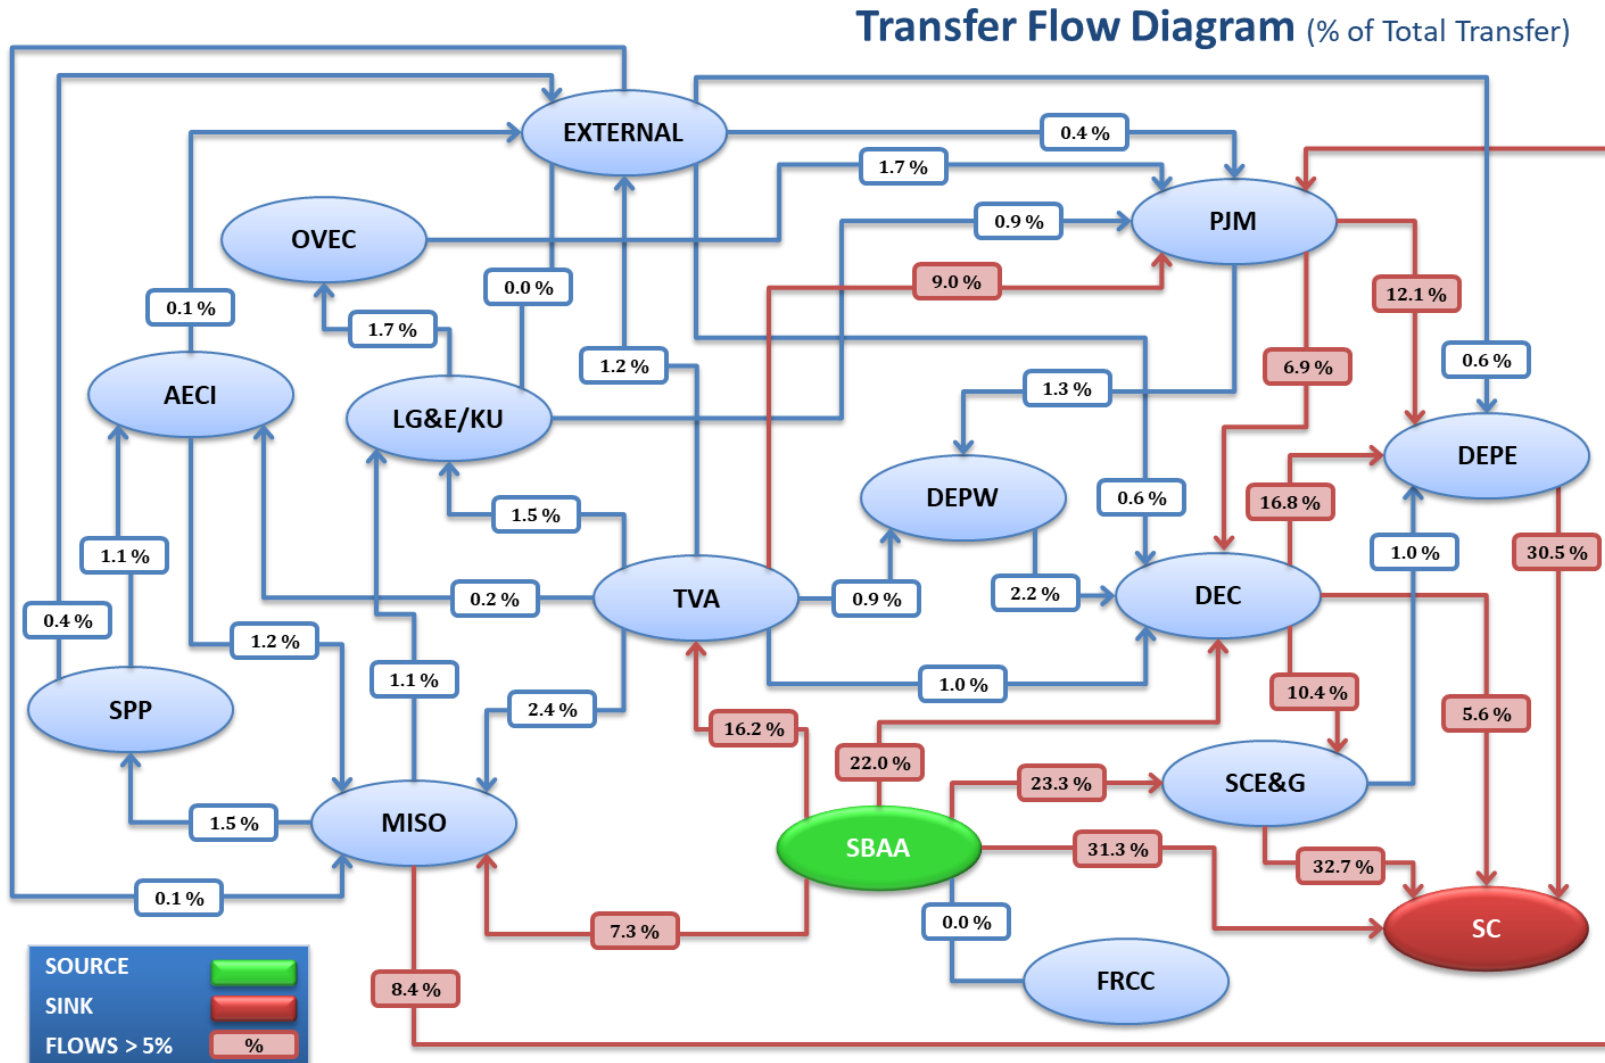 Transfer Flow Diagram (% of Total Transfer)
EXTERNAL
0.4 %
1.7 %
PJM
0.9 %
OVEC
0.0 %
9.0 %
12.1 %
0.1 %
1.7 %
1.2 %
6.9 %
0.6 %
1.3 %
AECI
LG&E/KU
DEPE
DEPW
0.6 %
16.8 %
1.5 %
1.1 %
1.0 %
30.5 %
0.2 %
TVA
0.9 %
2.2 %
DEC
0.4 %
1.2 %
1.1 %
1.0 %
10.4 %
SPP
2.4 %
16.2 %
5.6 %
22.0 %
23.3 %
SCE&G
1.5 %
MISO
SBAA
31.3 %
32.7 %
0.1 %
7.3 %
0.0 %
SC
SOURCE
FRCC
8.4 %
SINK
FLOWS > 5%
%